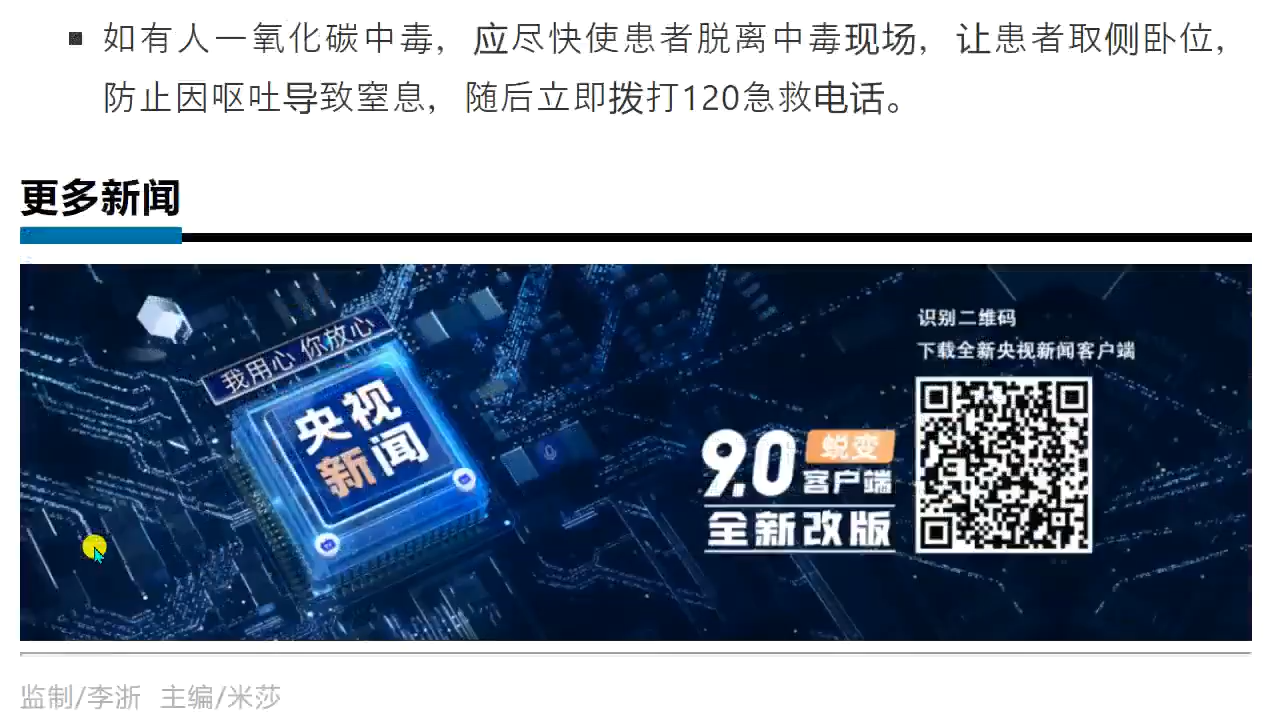 如有人一氧化碳中毒，应尽快使患者脱离中毒现场，让患者取侧卧位，
防止因呕吐导致窒息，随后立即拨打120急救电话。
更多新闻
我用心 你放心
央视
新闻
识别二维码
下载全新央视新闻客户端
9.0 蜕变
客户端
全新改版
监制/李浙 主编/米莎